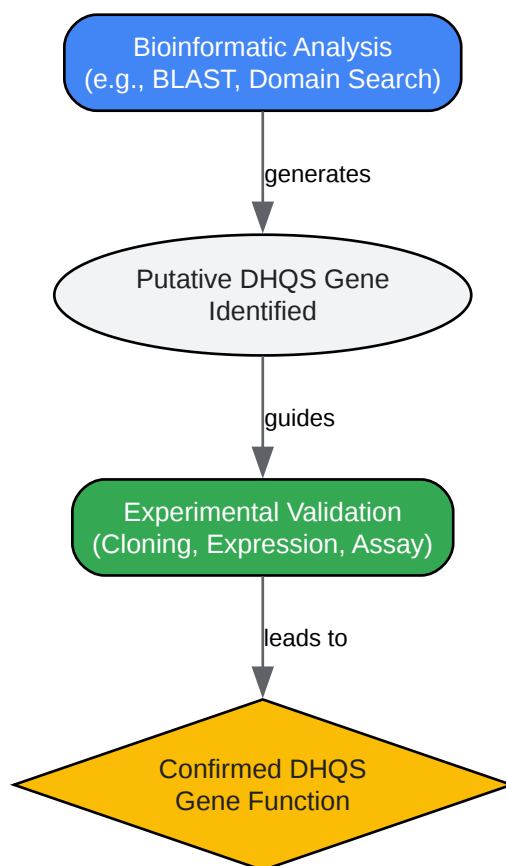 Bioinformatic Analysis
(e.g., BLAST, Domain Search)
generates
Putative DHQS Gene
Identified
guides
Experimental Validation
(Cloning, Expression, Assay)
leads to
Confirmed DHQS
Gene Function